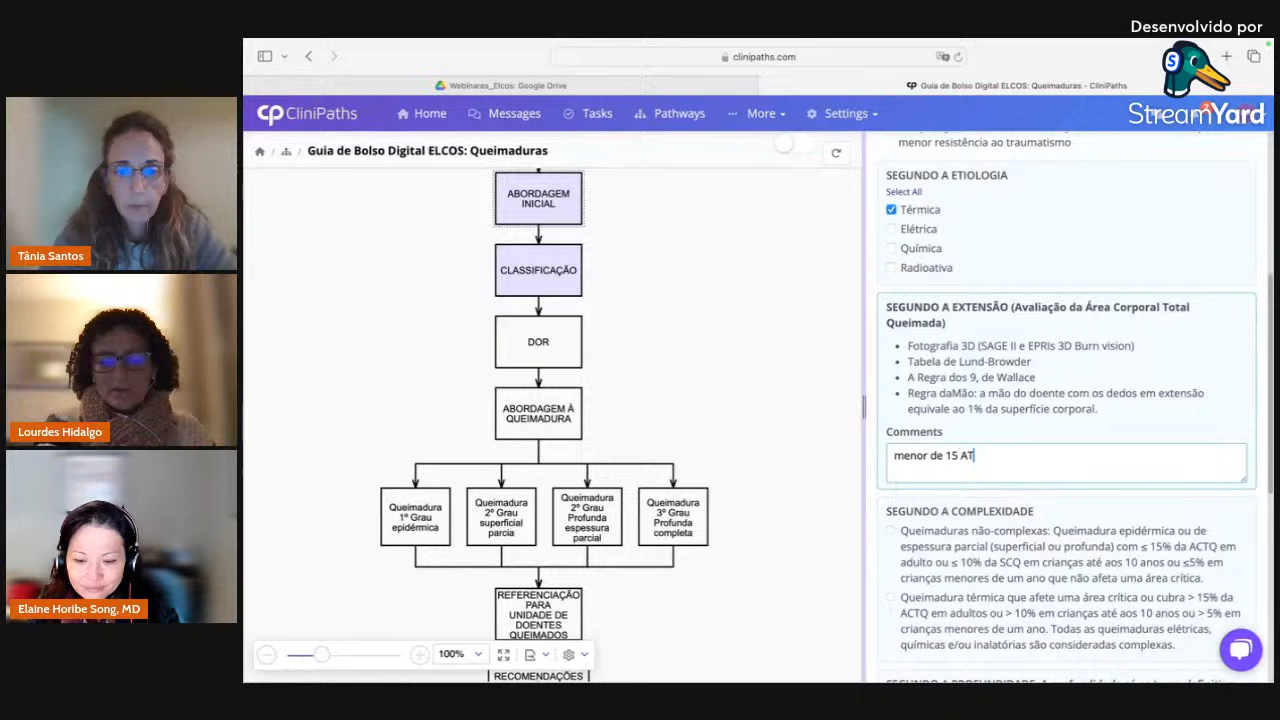 Desenvolvido por
StreamYard
clinipaths.com
Webinares_Elcos: Google Drive
Guia de Bolso Digital ELCOS: Queimaduras - CliniPaths
CliniPaths
Home
Messages
Tasks
Pathways
More
Settings
Guia de Bolso Digital ELCOS: Queimaduras
ABORDAGEM
INICIAL
CLASSIFICAÇÃO
DOR
ABORDAGEM À
QUEIMADURA
Queimadura
1º Grau
epidérmica
Queimadura
2º Grau
superficial
parcia
Queimadura
2º Grau
Profunda
espessura
parcial
Queimadura
3º Grau
Profunda
completa
REFERENCIAÇÃO
PARA
UNIDADE DE
DOENTES
QUEIMADOS
RECOMENDAÇÕES
100%
menor resistência ao traumatismo
SEGUNDO A ETIOLOGIA
Select All
Térmica
Elétrica
Química
Radioativa
SEGUNDO A EXTENSÃO (Avaliação da Área Corporal Total
Queimada)
Fotografia 3D (SAGE II e EPRIs 3D Burn vision)
Tabela de Lund-Browder
A Regra dos 9, de Wallace
Regra daMão: a mão do doente com os dedos em extensão
equivale ao 1% da superfície corporal.
Comments
menor de 15 AT
SEGUNDO A COMPLEXIDADE
Queimaduras não-complexas: Queimadura epidérmica ou de
espessura parcial (superficial ou profunda) com ≤ 15% da ACTQ em
adulto ou ≤ 10% da SCQ em crianças até aos 10 anos ou ≤5% em
crianças menores de um ano que não afeta uma área crítica.
Queimadura térmica que afete uma área crítica ou cubra > 15% da
ACTQ em adultos ou > 10% em crianças até aos 10 anos ou > 5% em
crianças menores de um ano. Todas as queimaduras elétricas,
químicas e/ou inalatórias são consideradas complexas.
Tânia Santos
Lourdes Hidalgo
Elaine Horibe Song, MD